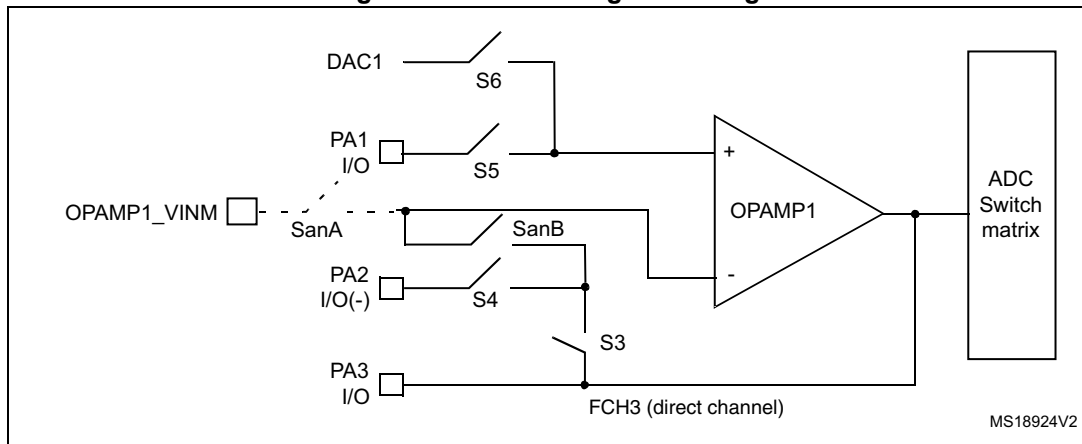 DAC1
S6
PA1
I/O
S5
+
OPAMP1
ADC
Switch
matrix
OPAMP1_VINM
SanA
SanB
PA2
I/O(-)
S4
-
S3
PA3
I/O
FCH3 (direct channel)
MS18924V2